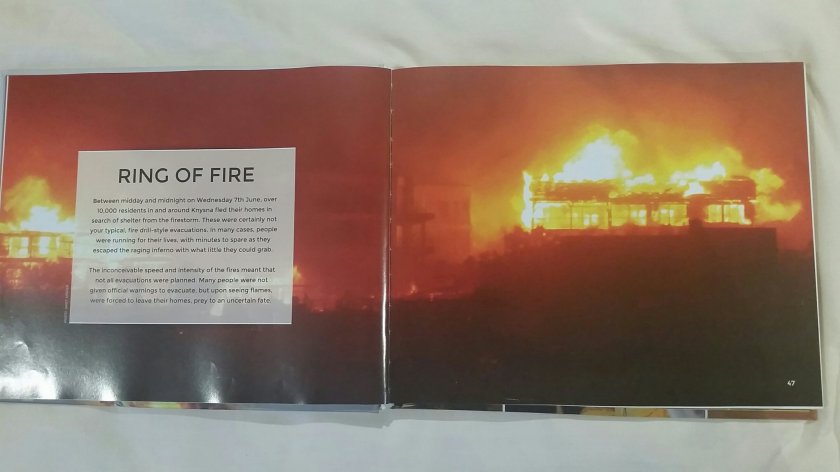 RING OF FIRE
Between midday and midnight on Wednesday 7th June, over
10,000 residents in and around Knysna fled their homes in
search of shelter from the firestorm. These were certainly not
your typical, fire drill-style evacuations. In many cases, people
were running for their lives, with minutes to spare as they
escaped the raging inferno with what little they could grab.
The inconceivable speed and intensity of the fires meant that
not all evacuations were planned. Many people were not
given official warnings to evacuate, but upon seeing flames,
were forced to leave their homes, prey to an uncertain fate.
47